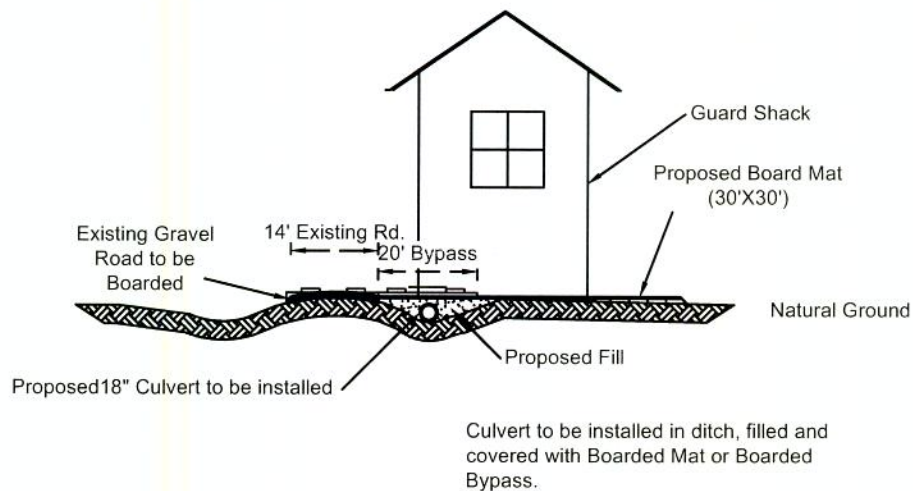 Guard Shack
Proposed Board Mat
(30'X30')
Existing Gravel
Road to be
Boarded
14' Existing Rd.
20' Bypass
Natural Ground
Proposed Fill
Proposed18" Culvert to be installed
Culvert to be installed in ditch, filled and
covered with Boarded Mat or Boarded
Bypass.